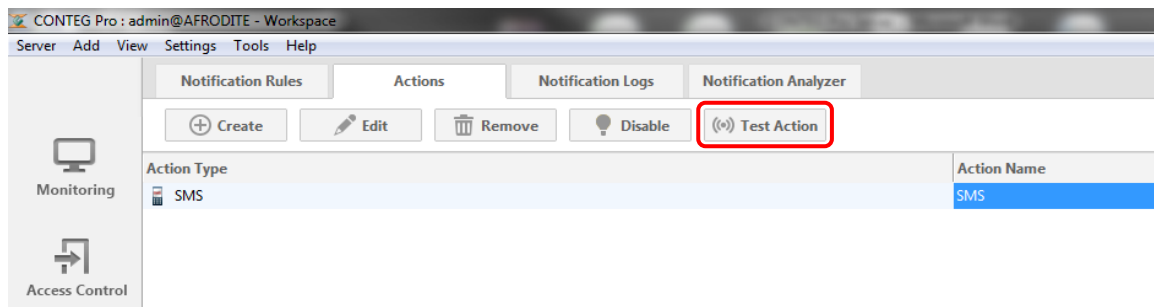 CONTEG Pro : admin@AFRODITE - Workspace
Server Add View Settings Tools Help
Notification Rules Actions Notification Logs Notification Analyzer
Create Edit Remove Disable Test Action
Monitoring
Action Type Action Name
SMS SMS
Access Control